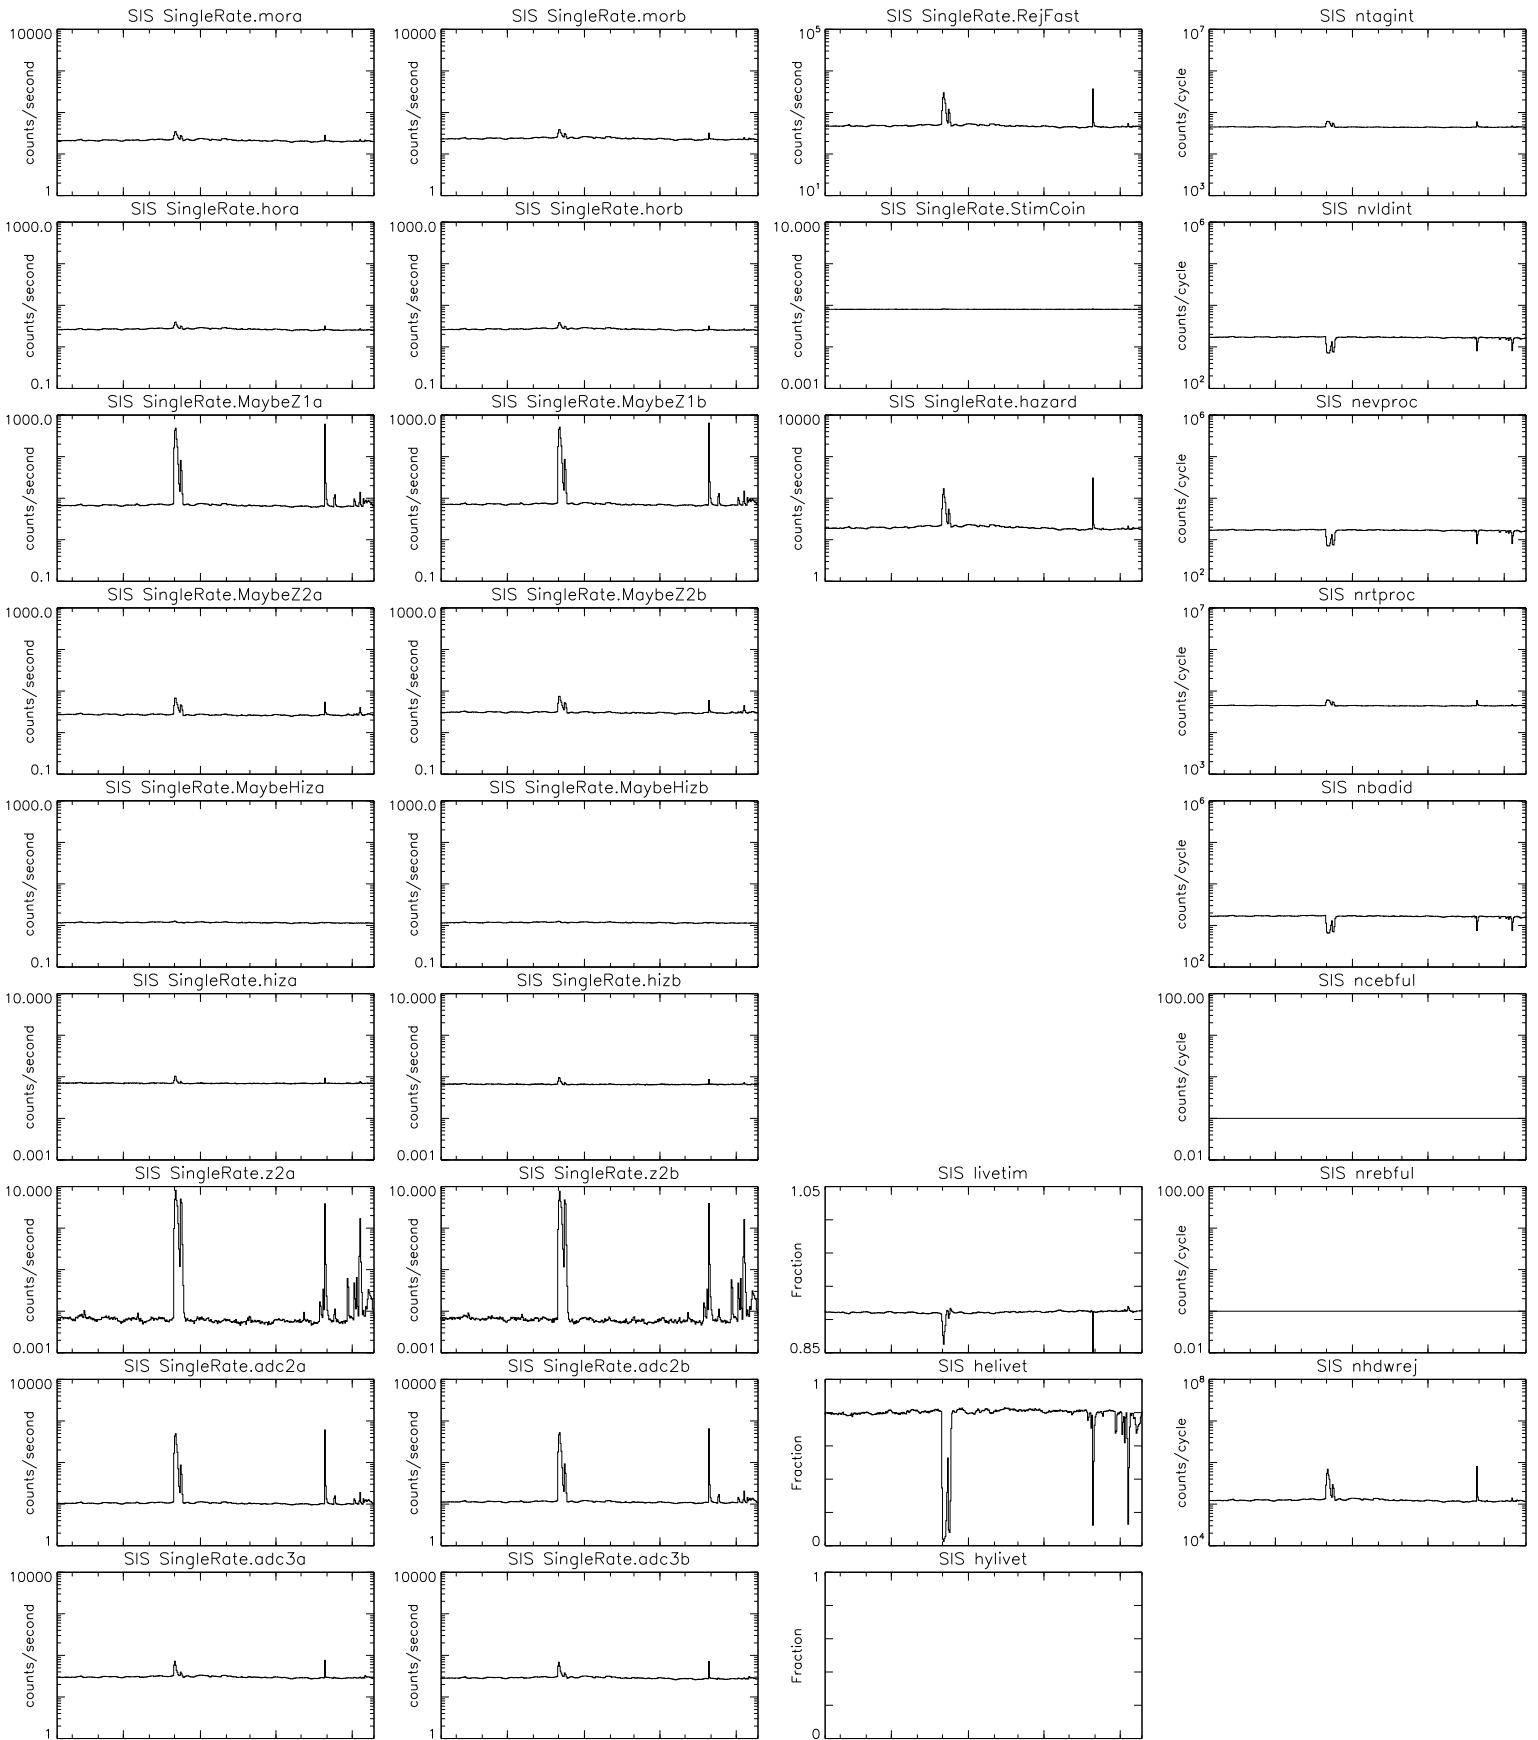 SIS SingleRate.mora
10000
counts/second
1
SIS SingleRate.morb
10000
counts/second
1
SIS SingleRate.RejFast
10^5
counts/second
10^1
SIS ntagint
10^7
counts/cycle
10^3
SIS SingleRate.hora
1000.0
counts/second
0.1
SIS SingleRate.horb
1000.0
counts/second
0.1
SIS SingleRate.StimCoin
10.000
counts/second
0.001
SIS nvldint
10^6
counts/cycle
10^2
SIS SingleRate.MaybeZ1a
1000.0
counts/second
0.1
SIS SingleRate.MaybeZ1b
1000.0
counts/second
0.1
SIS SingleRate.hazard
10000
counts/second
1
SIS nevproc
10^6
counts/cycle
10^2
SIS SingleRate.MaybeZ2a
1000.0
counts/second
0.1
SIS SingleRate.MaybeZ2b
1000.0
counts/second
0.1
SIS nrtproc
10^7
counts/cycle
10^3
SIS SingleRate.MaybeHiza
1000.0
counts/second
0.1
SIS SingleRate.MaybeHizb
1000.0
counts/second
0.1
SIS nbadid
10^6
counts/cycle
10^2
SIS SingleRate.hiza
10.000
counts/second
0.001
SIS SingleRate.hizb
10.000
counts/second
0.001
SIS ncebful
100.00
counts/cycle
0.01
SIS SingleRate.z2a
10.000
counts/second
0.001
SIS SingleRate.z2b
10.000
counts/second
0.001
SIS livetim
1.05
Fraction
0.85
SIS nrebful
100.00
counts/cycle
0.01
SIS SingleRate.adc2a
10000
counts/second
1
SIS SingleRate.adc2b
10000
counts/second
1
SIS helivet
1
Fraction
0
SIS nhdwrej
10^8
counts/cycle
10^4
SIS SingleRate.adc3a
10000
counts/second
1
SIS SingleRate.adc3b
10000
counts/second
1
SIS hylivet
1
Fraction
0